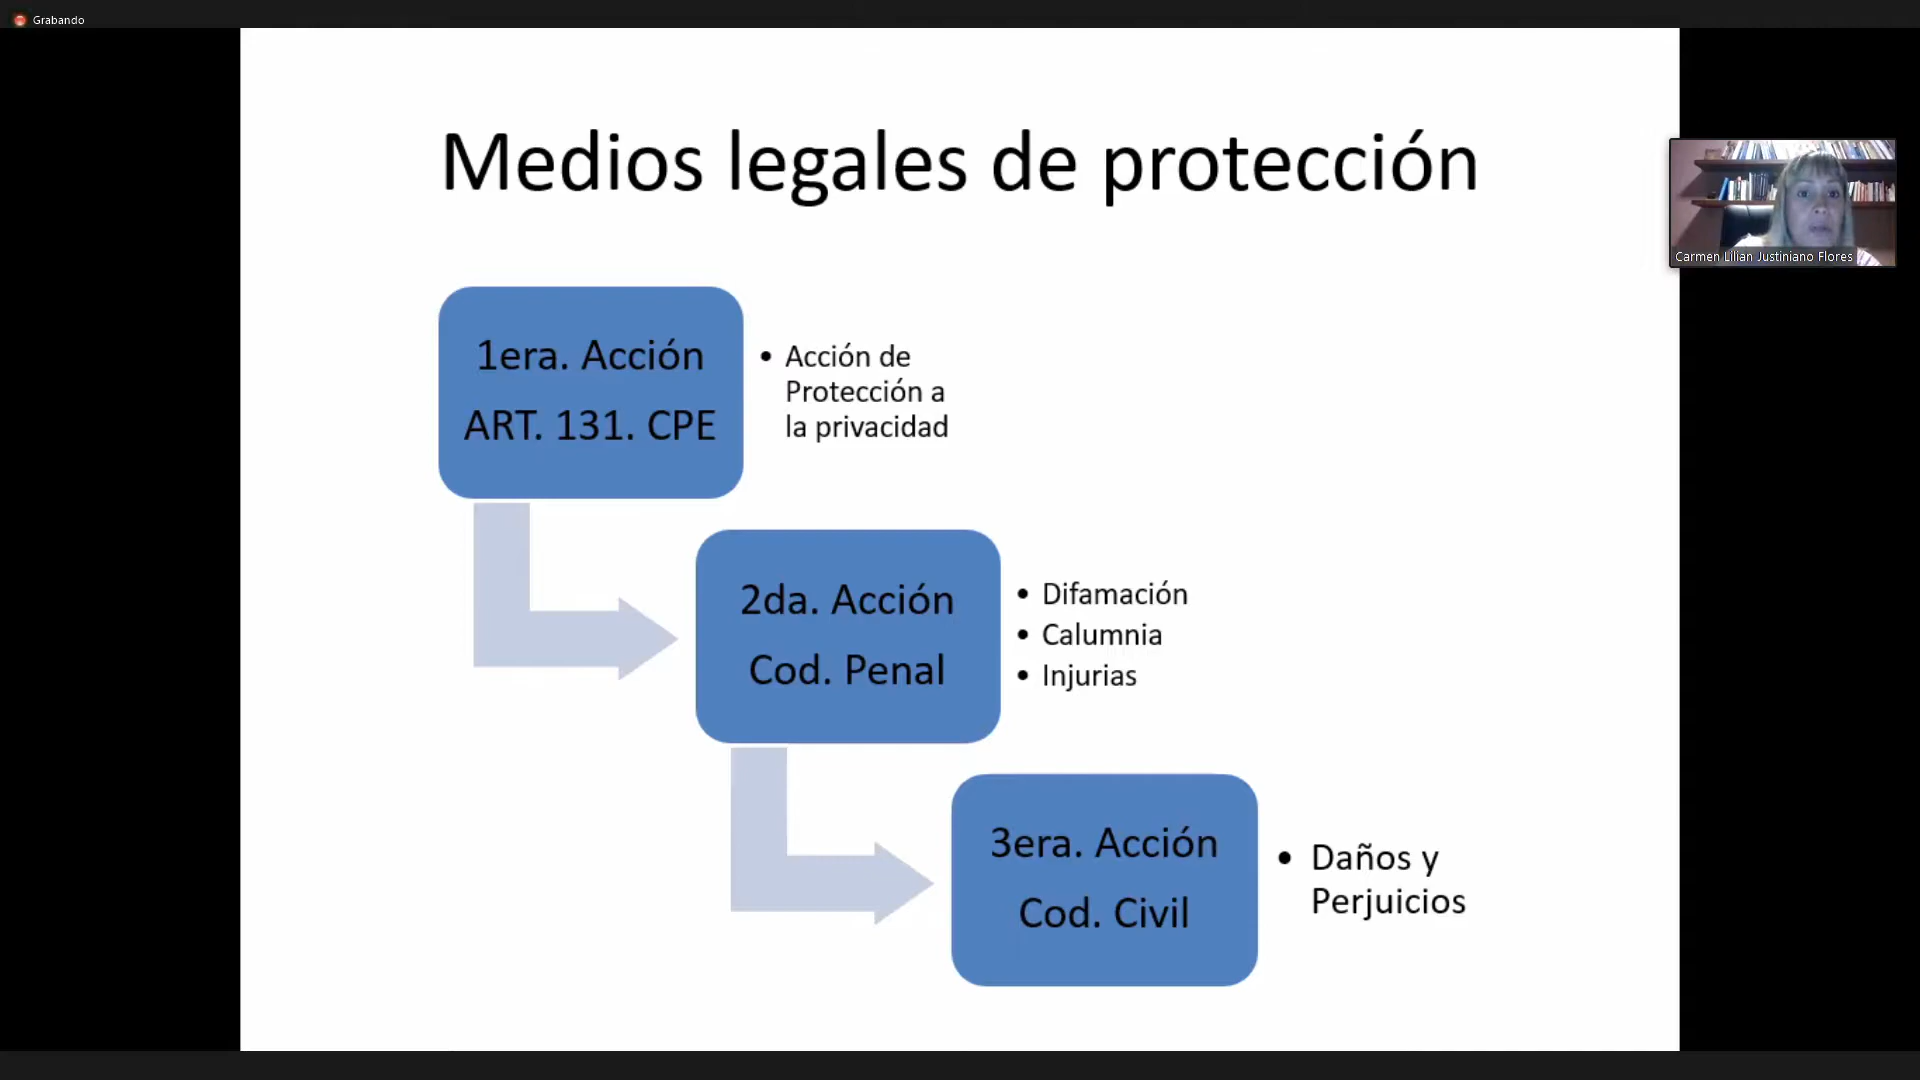 Grabando
Medios legales de protección
Carmen Lilian Justiniano Flores
1era. Acción
ART. 131. CPE
• Acción de
Protección a
la privacidad
2da. Acción
Cod. Penal
• Difamación
• Calumnia
• Injurias
3era. Acción
Cod. Civil
• Daños y
Perjuicios